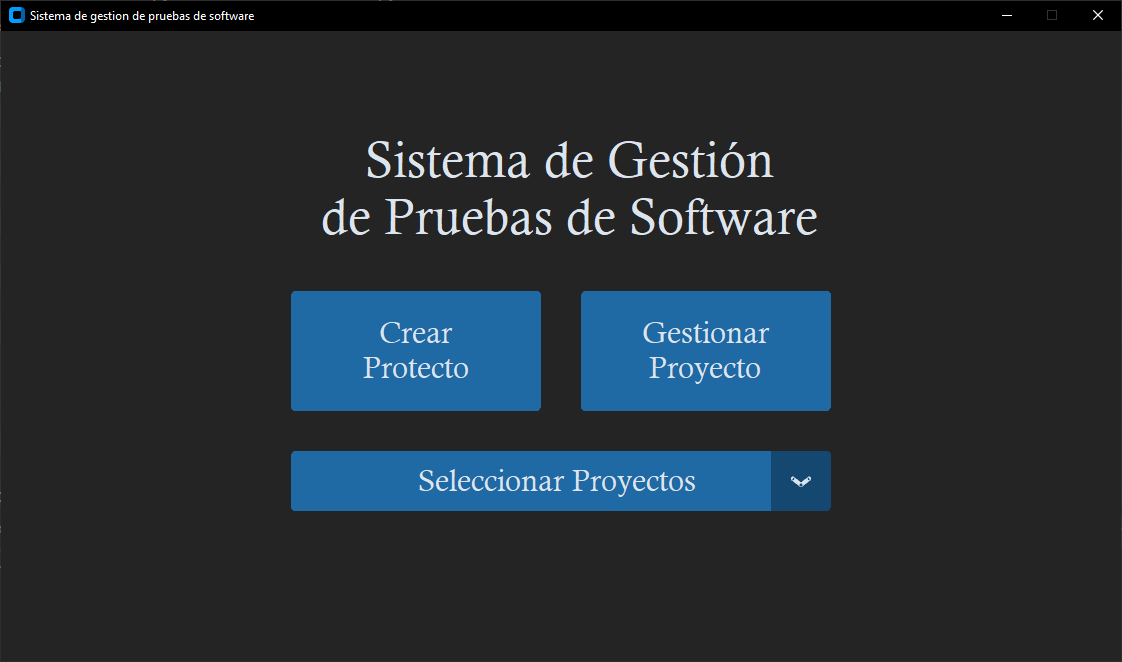 Sistema de gestion de pruebas de software
Sistema de Gestión
de Pruebas de Software
Crear
Protecto
Gestionar
Proyecto
Seleccionar Proyectos